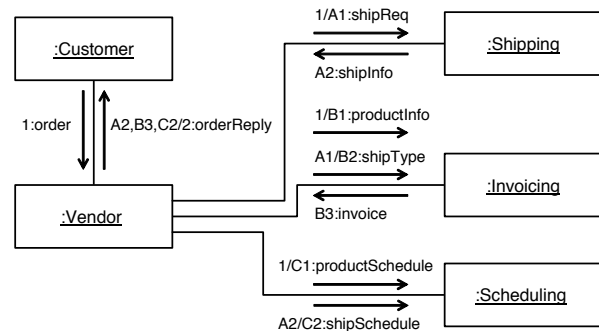 :Customer
1:order
A2,B3,C2/2:orderReply
:Vendor
1/A1:shipReq
A2:shipInfo
:Shipping
1/B1:productInfo
A1/B2:shipType
B3:invoice
:Invoicing
1/C1:productSchedule
A2/C2:shipSchedule
:Scheduling